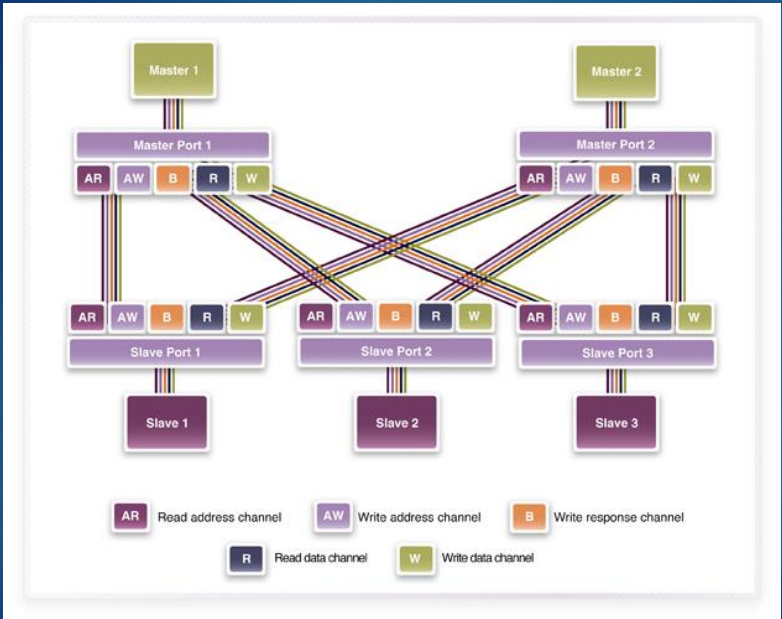 Master 1
Master 2
Master Port 1
Master Port 2
AR AW B R W
AR AW B R W
AR AW B R W
AR AW B R W
AR AW B R W
Slave Port 1
Slave Port 2
Slave Port 3
Slave 1
Slave 2
Slave 3
AR Read address channel
AW Write address channel
B Write response channel
R Read data channel
W Write data channel